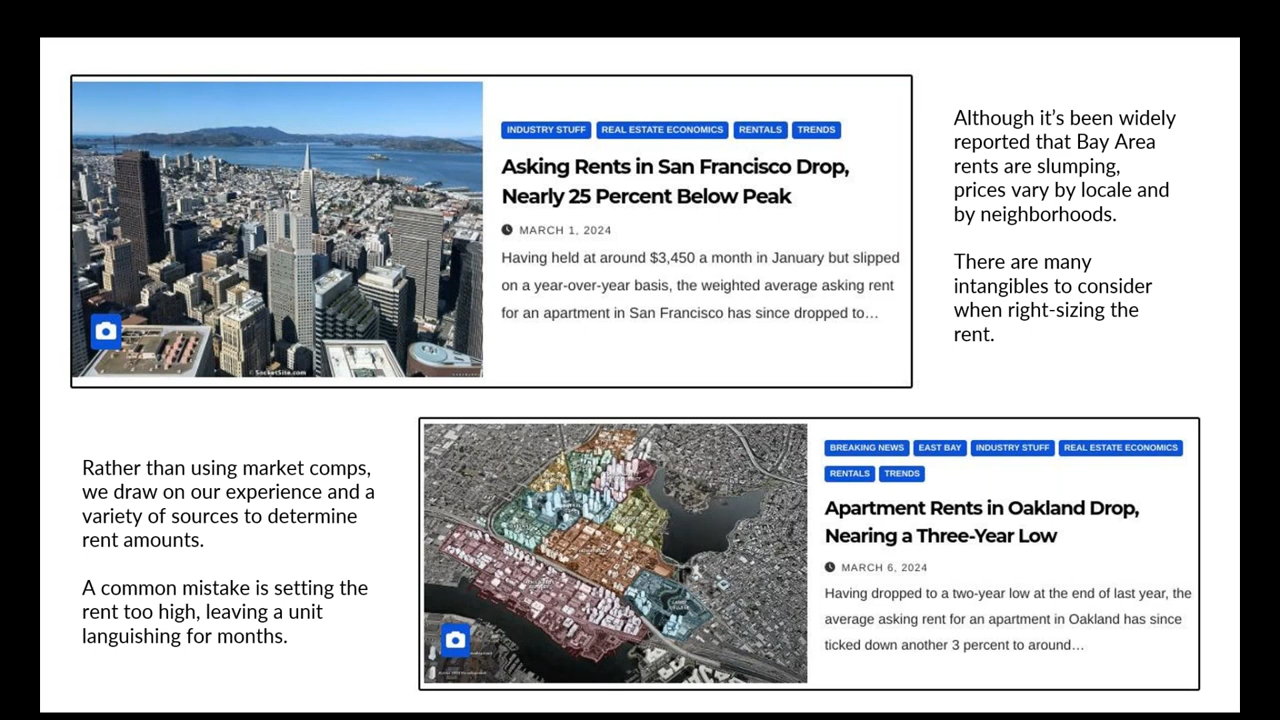 INDUSTRY STUFF REAL ESTATE ECONOMICS RENTALS TRENDS
Asking Rents in San Francisco Drop,
Nearly 25 Percent Below Peak
MARCH 1, 2024
Having held at around $3,450 a month in January but slipped
on a year-over-year basis, the weighted average asking rent
for an apartment in San Francisco has since dropped to…
© SocketSite.com
Although it’s been widely
reported that Bay Area
rents are slumping,
prices vary by locale and
by neighborhoods.
There are many
intangibles to consider
when right-sizing the
rent.
Rather than using market comps,
we draw on our experience and a
variety of sources to determine
rent amounts.
A common mistake is setting the
rent too high, leaving a unit
languishing for months.
BREAKING NEWS EAST BAY INDUSTRY STUFF REAL ESTATE ECONOMICS
RENTALS TRENDS
Apartment Rents in Oakland Drop,
Nearing a Three-Year Low
MARCH 6, 2024
Having dropped to a two-year low at the end of last year, the
average asking rent for an apartment in Oakland has since
ticked down another 3 percent to around…